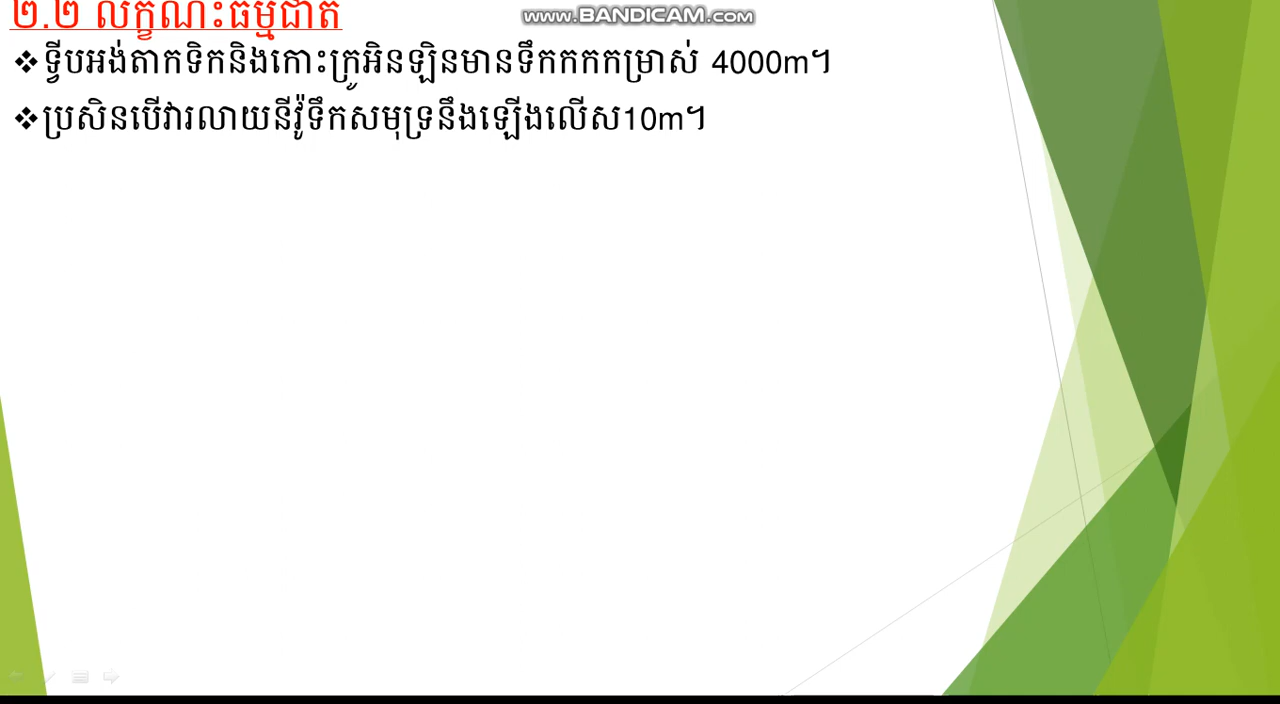 www.BANDICAM.com
២.២ លក្ខណះធម្មជាត
❖ទ្វីបអង់តាកទិកនិងកោះក្រូអិនឡិនមានទឹកកកកម្រាស់ 4000m។
❖ប្រសិនបើវារលាយនីវ៉ូទឹកសមុទ្រនឹងឡើងលើស10m។